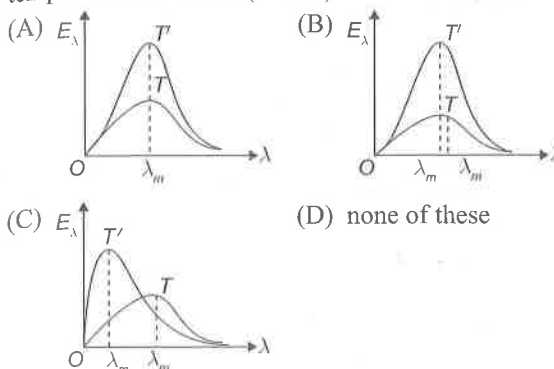 (A) E_λ T′ T O λ_m λ
(B) E_λ T′ T O λ_m λ_m λ
(C) E_λ T′ T O λ_m λ_m λ
(D) none of these